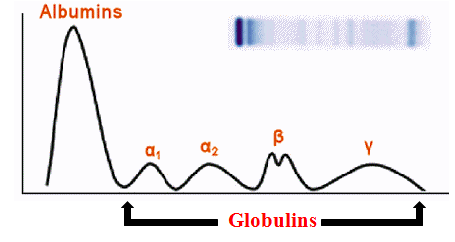 Albumins
α₁
α₂
β
γ
Globulins